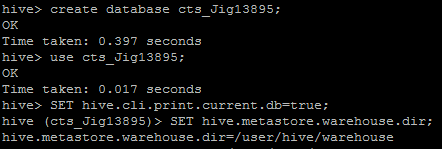 hive> create database cts_Jig13895;
OK
Time taken: 0.397 seconds
hive> use cts_Jig13895;
OK
Time taken: 0.017 seconds
hive> SET hive.cli.print.current.db=true;
hive (cts_Jig13895)> SET hive.metastore.warehouse.dir;
hive.metastore.warehouse.dir=/user/hive/warehouse